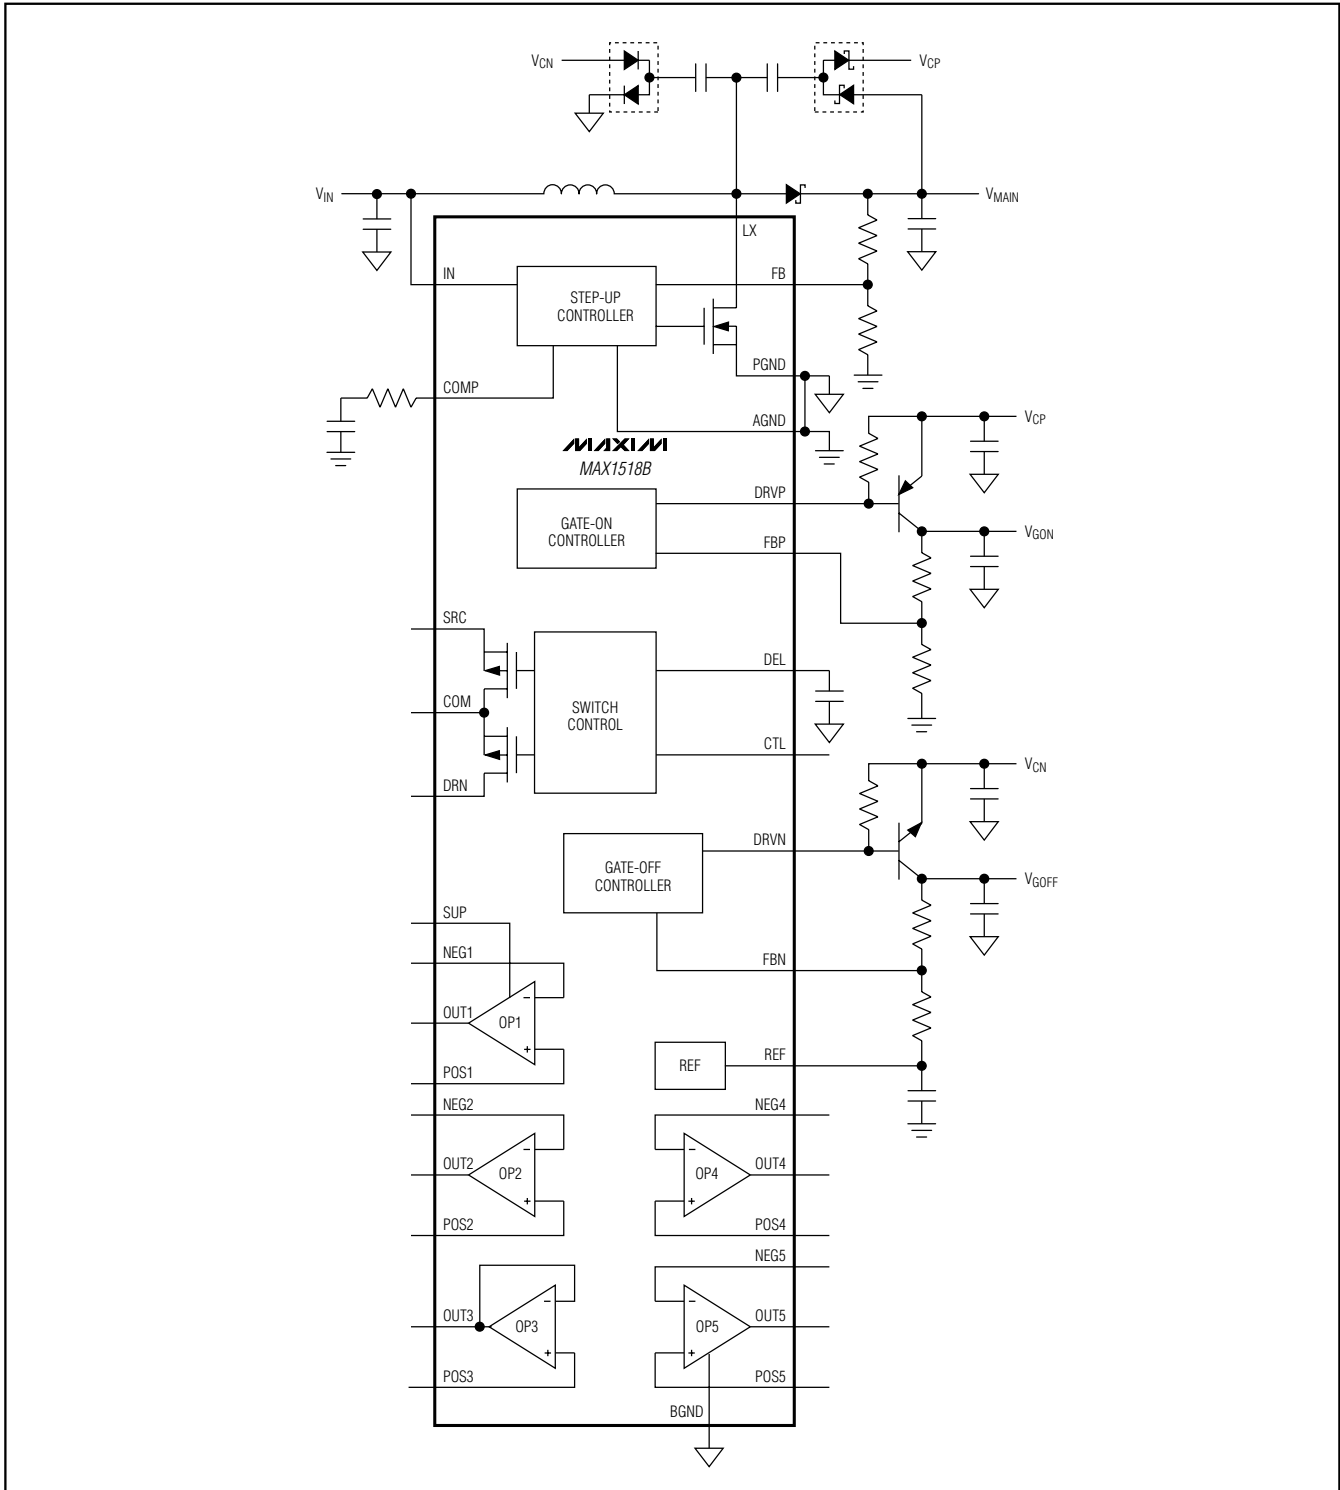 VCN
VCP
VIN
VMAIN
LX
IN
FB
STEP-UP
CONTROLLER
PGND
COMP
AGND
VCP
MAXIM
MAX1518B
DRVP
GATE-ON
CONTROLLER
VGON
FBP
SRC
DEL
COM
SWITCH
CONTROL
CTL
VCN
DRN
DRVN
GATE-OFF
CONTROLLER
VGOFF
SUP
NEG1
FBN
-
OUT1
OP1
+
REF
REF
POS1
NEG2
NEG4
-
-
OUT2
OP2
OP4
OUT4
+
+
POS2
POS4
NEG5
-
-
OUT3
OP3
OP5
OUT5
+
+
POS3
POS5
BGND